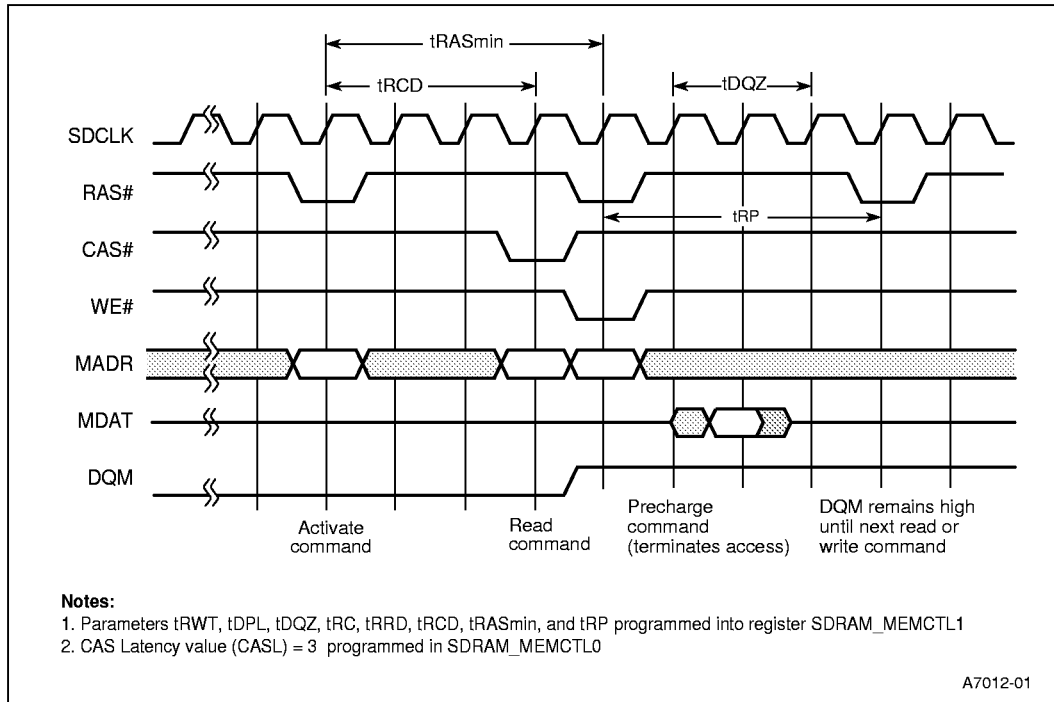 tRASmin
tRCD
tDQZ
SDCLK
RAS#
tRP
CAS#
WE#
MADR
MDAT
DQM
Activate
command
Read
command
Precharge
command
(terminates access)
DQM remains high
until next read or
write command
Notes:
1. Parameters tRWT, tDPL, tDQZ, tRC, tRRD, tRCD, tRASmin, and tRP programmed into register SDRAM_MEMCTL1
2. CAS Latency value (CASL) = 3 programmed in SDRAM_MEMCTL0
A7012-01